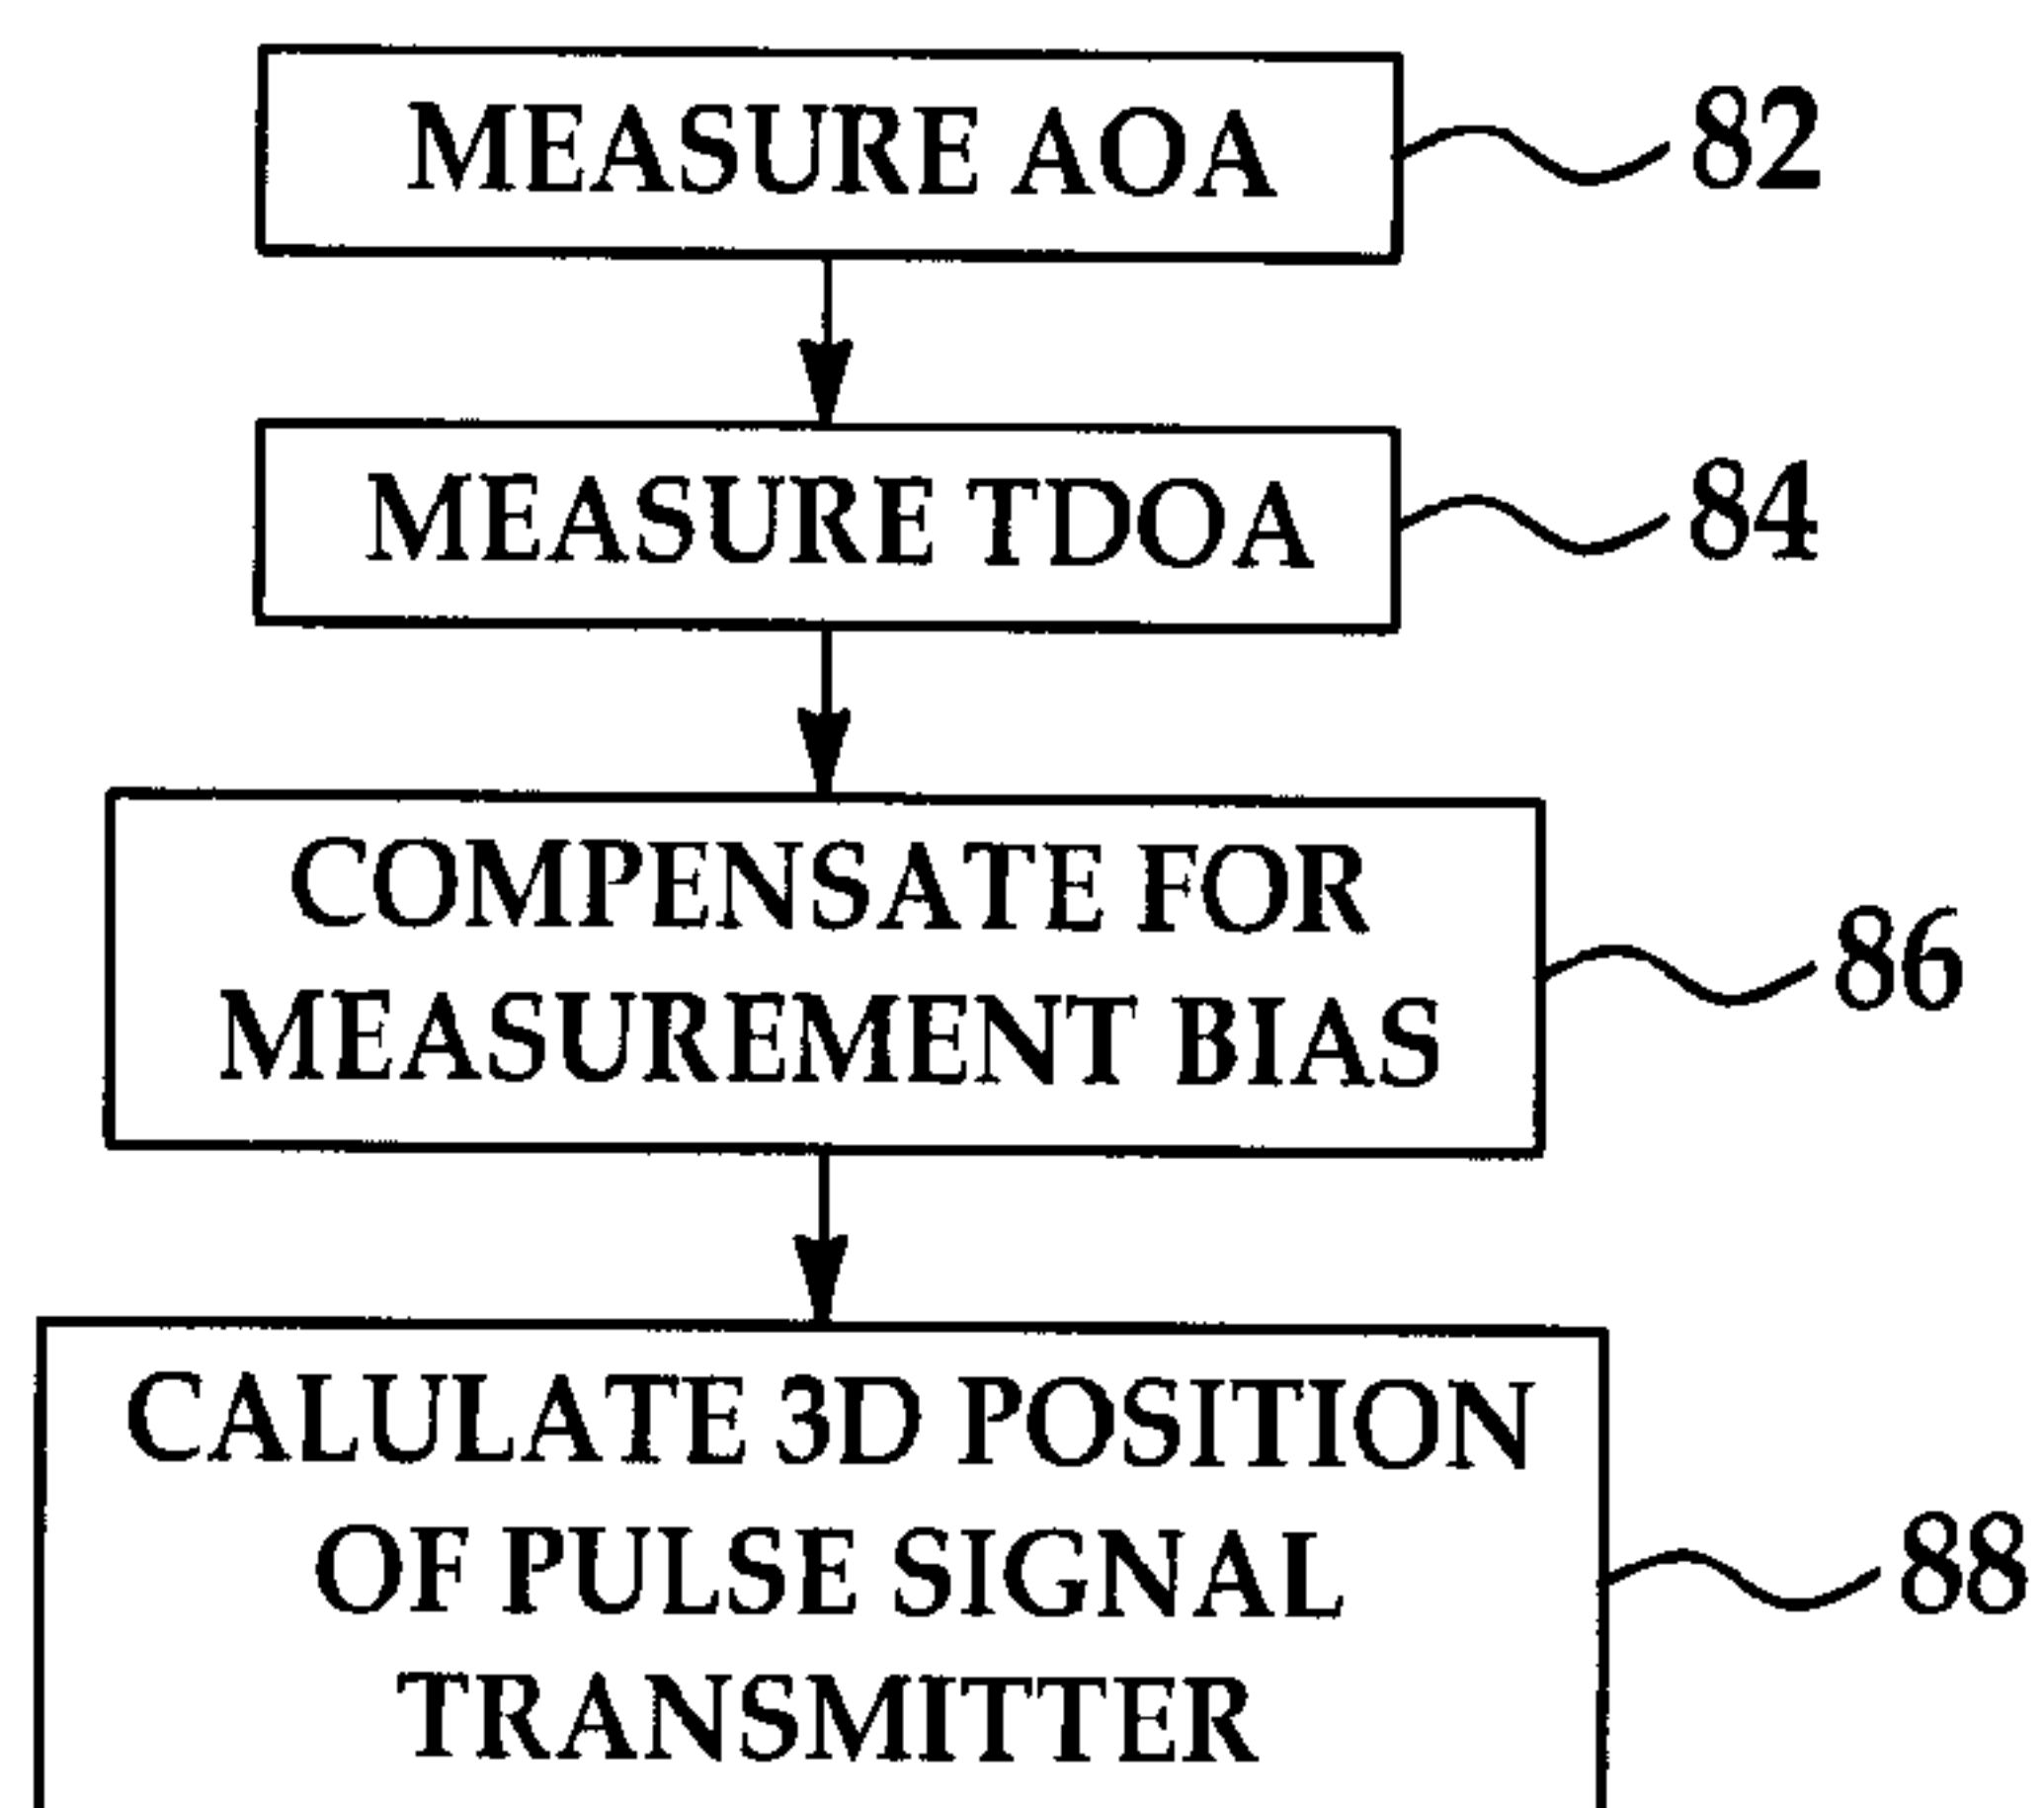 MEASURE AOA
82
MEASURE TDOA
84
COMPENSATE FOR
MEASUREMENT BIAS
86
CALULATE 3D POSITION
OF PULSE SIGNAL
TRANSMITTER
88